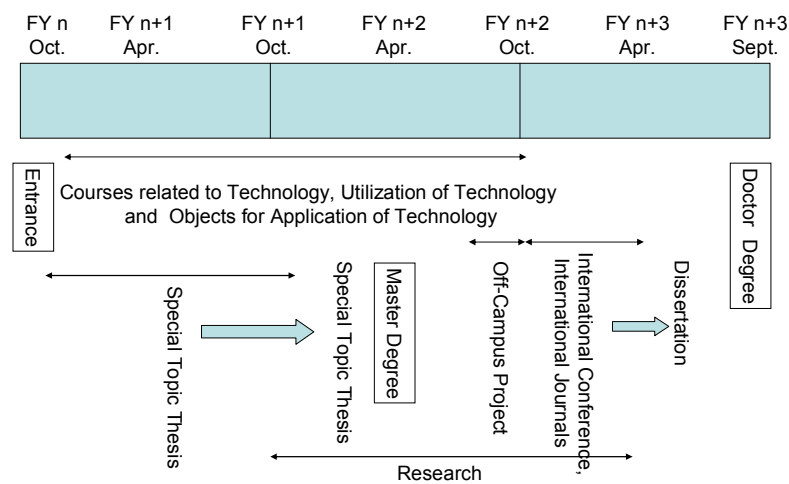 FY n
Oct.
FY n+1
Apr.
FY n+1
Oct.
FY n+2
Apr.
FY n+2
Oct.
FY n+3
Apr.
FY n+3
Sept.
Entrance
Courses related to Technology, Utilization of Technology
and Objects for Application of Technology
Doctor Degree
Special Topic Thesis
Special Topic Thesis
Master Degree
Off-Campus Project
International Conference,
International Journals
Dissertation
Research